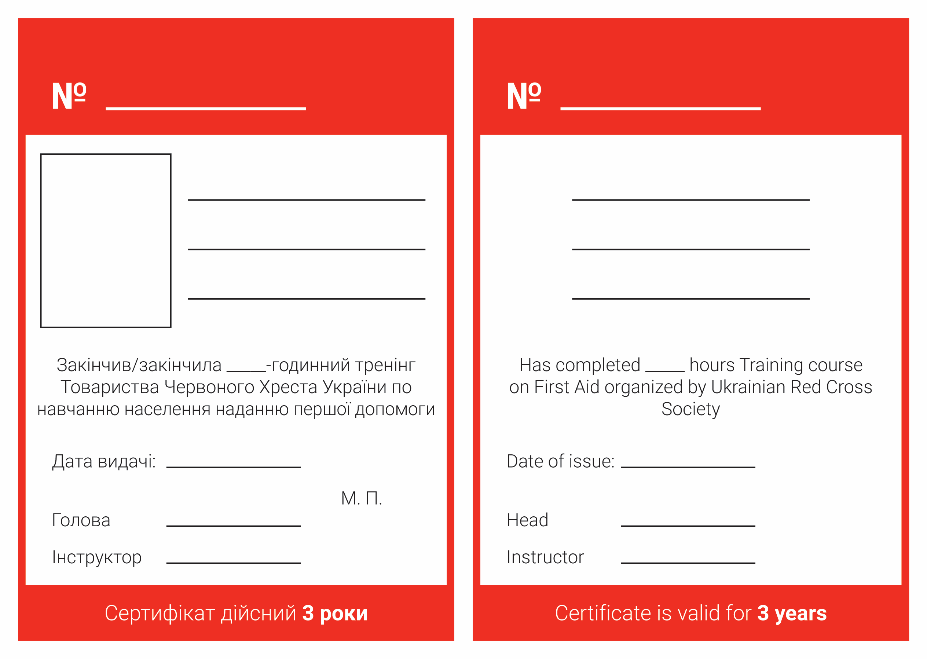 № ____________
Закінчив/закінчила ____-годинний тренінг
Товариства Червоного Хреста України по
навчанню населення наданню першої допомоги
Дата видачі: ____________
М. П.
Голова ____________
Інструктор ____________
Сертифікат дійсний 3 роки
№ ____________
Has completed ____ hours Training course
on First Aid organized by Ukrainian Red Cross
Society
Date of issue: ____________
Head ____________
Instructor ____________
Certificate is valid for 3 years